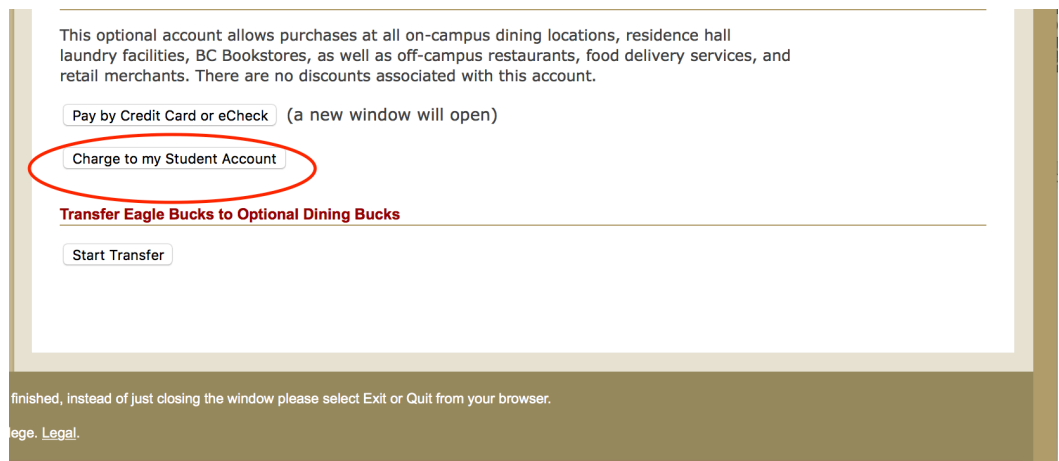 This optional account allows purchases at all on-campus dining locations, residence hall
laundry facilities, BC Bookstores, as well as off-campus restaurants, food delivery services, and
retail merchants. There are no discounts associated with this account.
Pay by Credit Card or eCheck (a new window will open)
Charge to my Student Account
Transfer Eagle Bucks to Optional Dining Bucks
Start Transfer
finished, instead of just closing the window please select Exit or Quit from your browser.
lege. Legal.